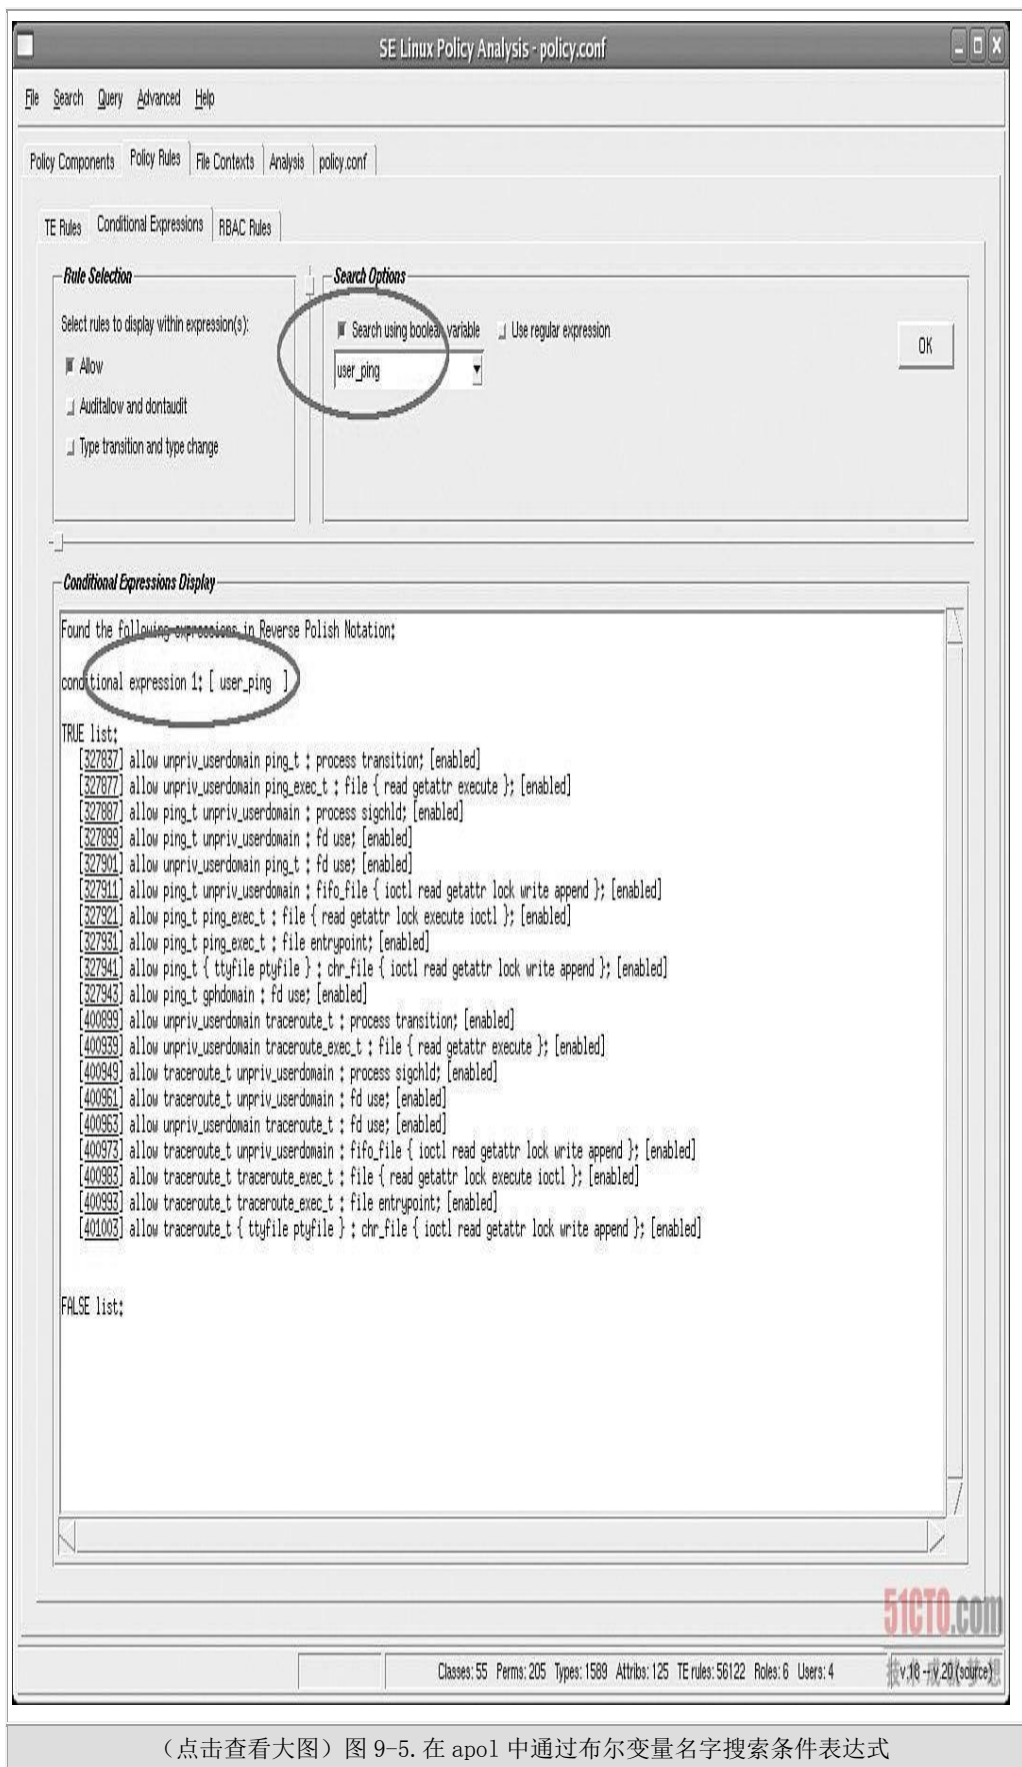 SE Linux Policy Analysis - policy.conf
File Search Query Advanced Help
Policy Components Policy Rules File Contexts Analysis policy.conf
TE Rules Conditional Expressions RBAC Rules
Rule Selection
Select rules to display within expression(s):
Allow
Auditallow and dontaudit
Type transition and type change
Search Options
Search using boolean variable Use regular expression
user_ping
OK
Conditional Expressions Display
Found the following expressions in Reverse Polish Notation:
conditional expression 1: [ user_ping ]
TRUE list:
[327837] allow unpriv_userdomain ping_t : process transition; [enabled]
[327877] allow unpriv_userdomain ping_exec_t : file { read getattr execute }; [enabled]
[327887] allow ping_t unpriv_userdomain : process sigchld; [enabled]
[327899] allow ping_t unpriv_userdomain : fd use; [enabled]
[327901] allow unpriv_userdomain ping_t : fd use; [enabled]
[327911] allow ping_t unpriv_userdomain : fifo_file { ioctl read getattr lock write append }; [enabled]
[327921] allow ping_t ping_exec_t : file { read getattr lock execute ioctl }; [enabled]
[327931] allow ping_t ping_exec_t : file entrypoint; [enabled]
[327941] allow ping_t { ttyfile ptyfile } : chr_file { ioctl read getattr lock write append }; [enabled]
[327943] allow ping_t gphdomain : fd use; [enabled]
[400899] allow unpriv_userdomain traceroute_t : process transition; [enabled]
[400939] allow unpriv_userdomain traceroute_exec_t : file { read getattr execute }; [enabled]
[400949] allow traceroute_t unpriv_userdomain : process sigchld; [enabled]
[400961] allow traceroute_t unpriv_userdomain : fd use; [enabled]
[400963] allow unpriv_userdomain traceroute_t : fd use; [enabled]
[400973] allow traceroute_t unpriv_userdomain : fifo_file { ioctl read getattr lock write append }; [enabled]
[400983] allow traceroute_t traceroute_exec_t : file { read getattr lock execute ioctl }; [enabled]
[400993] allow traceroute_t traceroute_exec_t : file entrypoint; [enabled]
[401003] allow traceroute_t { ttyfile ptyfile } : chr_file { ioctl read getattr lock write append }; [enabled]
FALSE list:
51CTO.com
技术成就梦想
Classes: 55 Perms: 205 Types: 1589 Attribs: 125 TE rules: 56122 Roles: 6 Users: 4
v.18 -- v.20 (source)
（点击查看大图）图 9-5. 在 apol 中通过布尔变量名字搜索条件表达式